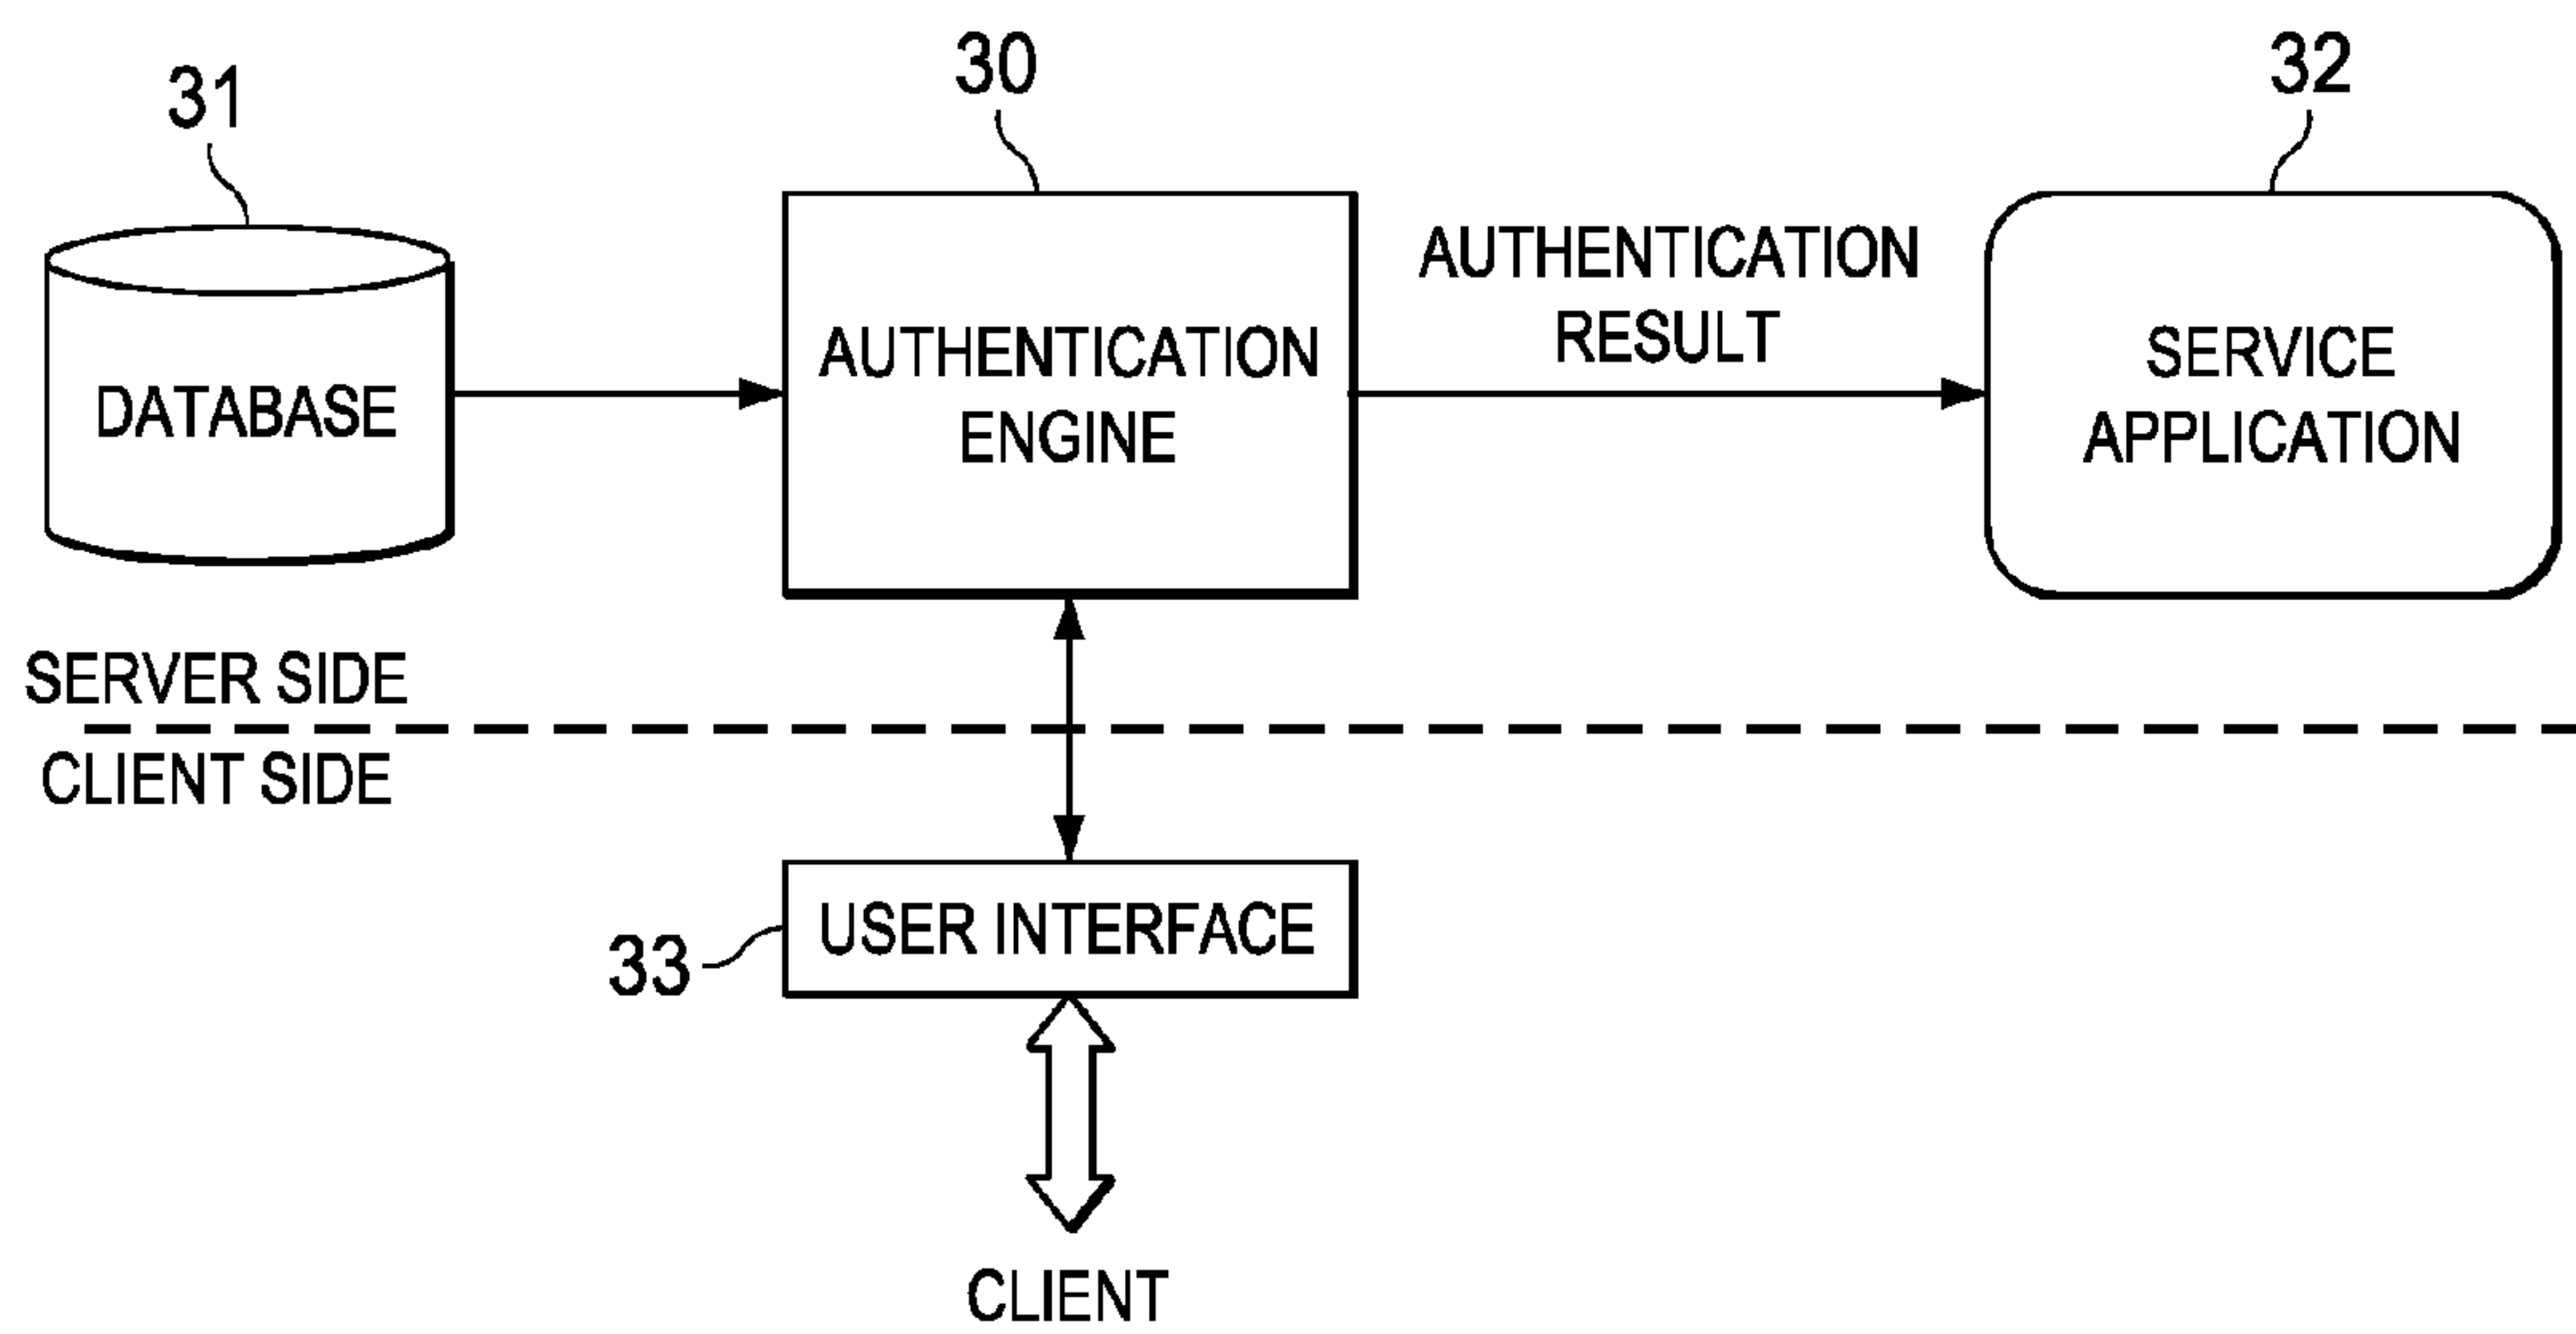 31
30
32
DATABASE
AUTHENTICATION
ENGINE
AUTHENTICATION
RESULT
SERVICE
APPLICATION
SERVER SIDE
CLIENT SIDE
33
USER INTERFACE
CLIENT